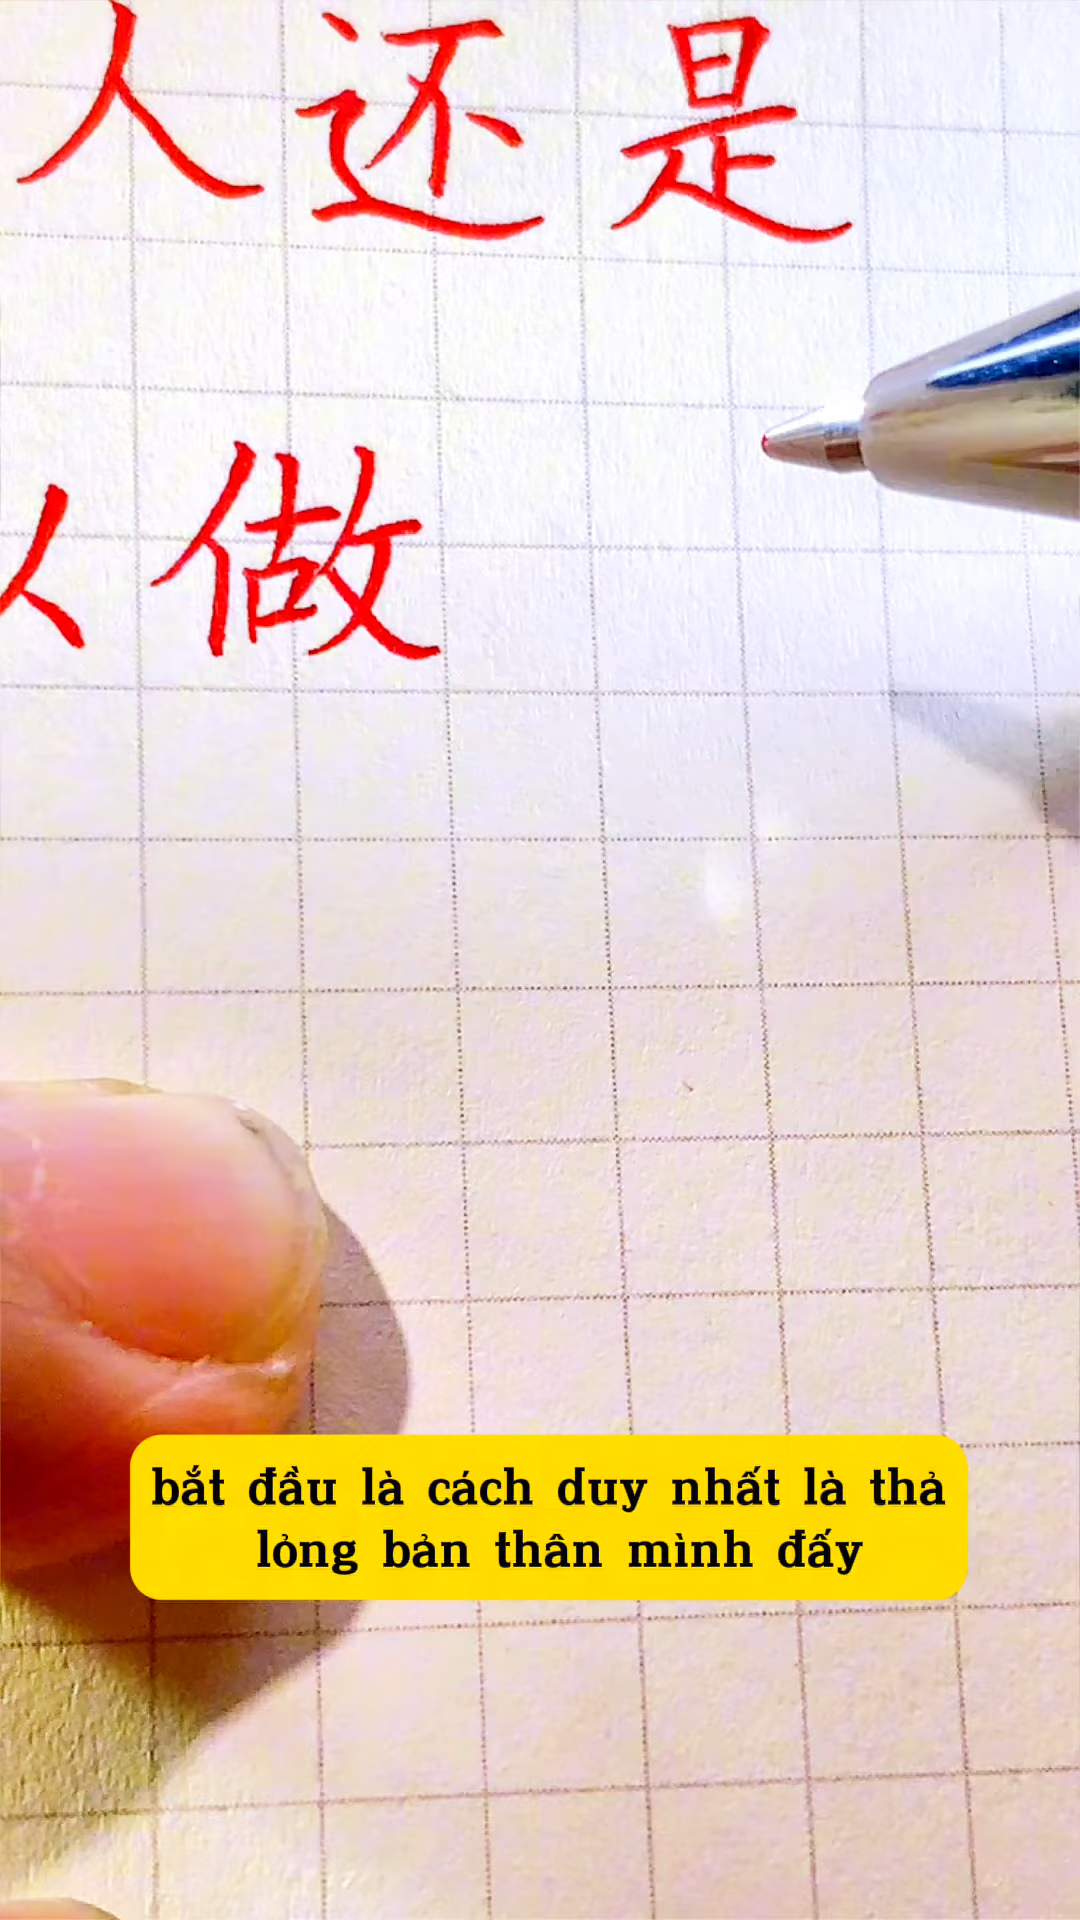 人还是
做
bắt đầu là cách duy nhất là thả
lỏng bản thân mình đấy